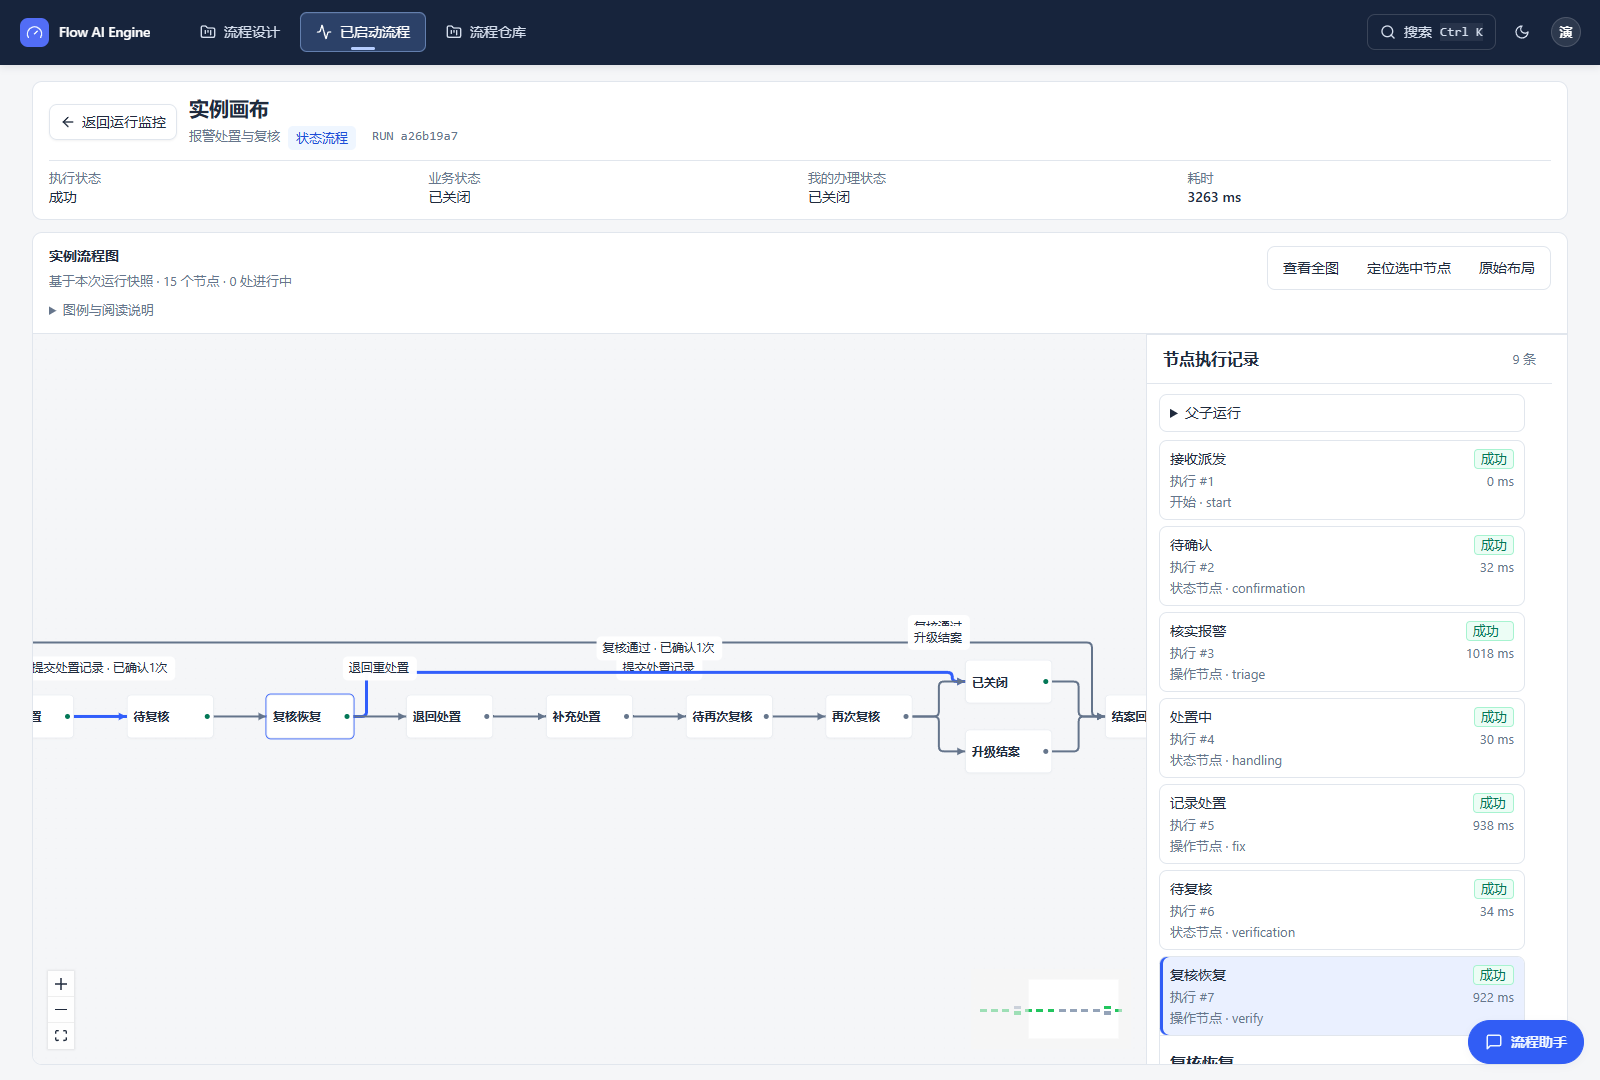 Flow AI Engine
流程设计
已启动流程
流程仓库
搜索 Ctrl K
演
返回运行监控
实例画布
报警处置与复核 状态流程 RUN a26b19a7
执行状态
成功
业务状态
已关闭
我的办理状态
已关闭
耗时
3263 ms
实例流程图
基于本次运行快照 · 15 个节点 · 0 处进行中
图例与阅读说明
查看全图 定位选中节点 原始布局
复核通过
升级结案
复核通过 · 已确认1次
提交处置记录
提交处置记录 · 已确认1次
退回重处置
置
待复核
复核恢复
退回处置
补充处置
待再次复核
再次复核
已关闭
升级结案
结案回
节点执行记录 9 条
父子运行
接收派发 成功
执行 #1 0 ms
开始 · start
待确认 成功
执行 #2 32 ms
状态节点 · confirmation
核实报警 成功
执行 #3 1018 ms
操作节点 · triage
处置中 成功
执行 #4 30 ms
状态节点 · handling
记录处置 成功
执行 #5 938 ms
操作节点 · fix
待复核 成功
执行 #6 34 ms
状态节点 · verification
复核恢复 成功
执行 #7 922 ms
操作节点 · verify
复核恢复
流程助手